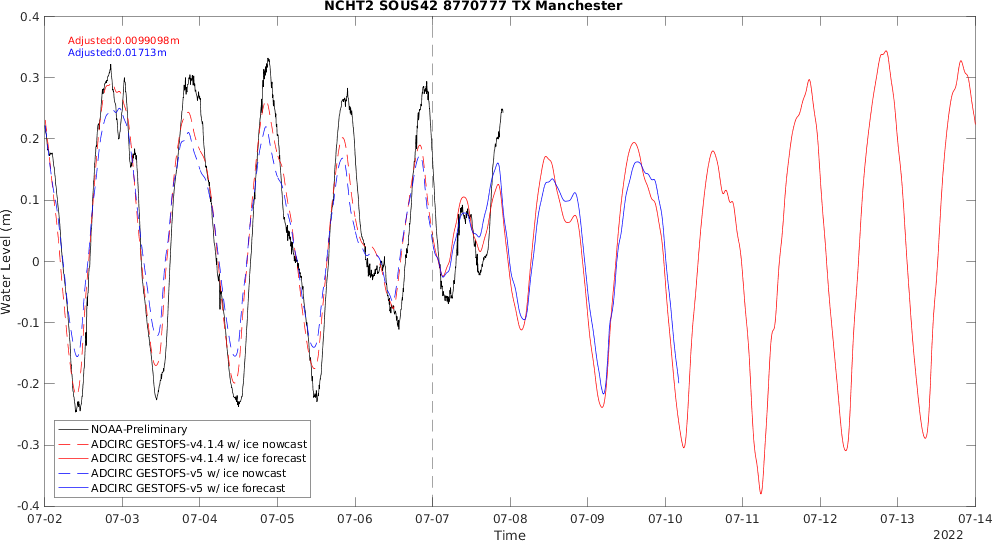 NCHT2 SOUS42 8770777 TX Manchester
Adjusted:0.0099098m
Adjusted:0.01713m
0.4
0.3
0.2
0.1
0
-0.1
-0.2
-0.3
-0.4
Water Level (m)
NOAA-Preliminary
ADCIRC GESTOFS-v4.1.4 w/ ice nowcast
ADCIRC GESTOFS-v4.1.4 w/ ice forecast
ADCIRC GESTOFS-v5 w/ ice nowcast
ADCIRC GESTOFS-v5 w/ ice forecast
07-02 07-03 07-04 07-05 07-06 07-07 07-08 07-09 07-10 07-11 07-12 07-13 07-14
Time
2022